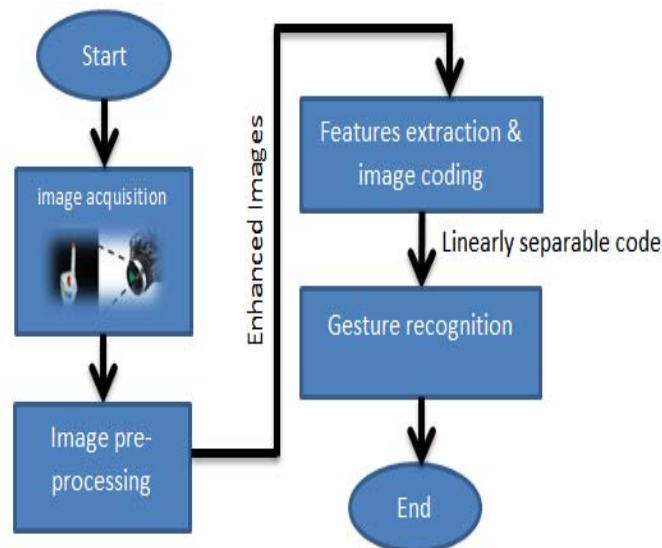 Start
image acquisition
Image pre-
processing
Enhanced Images
Features extraction &
image coding
Linearly separable code
Gesture recognition
End